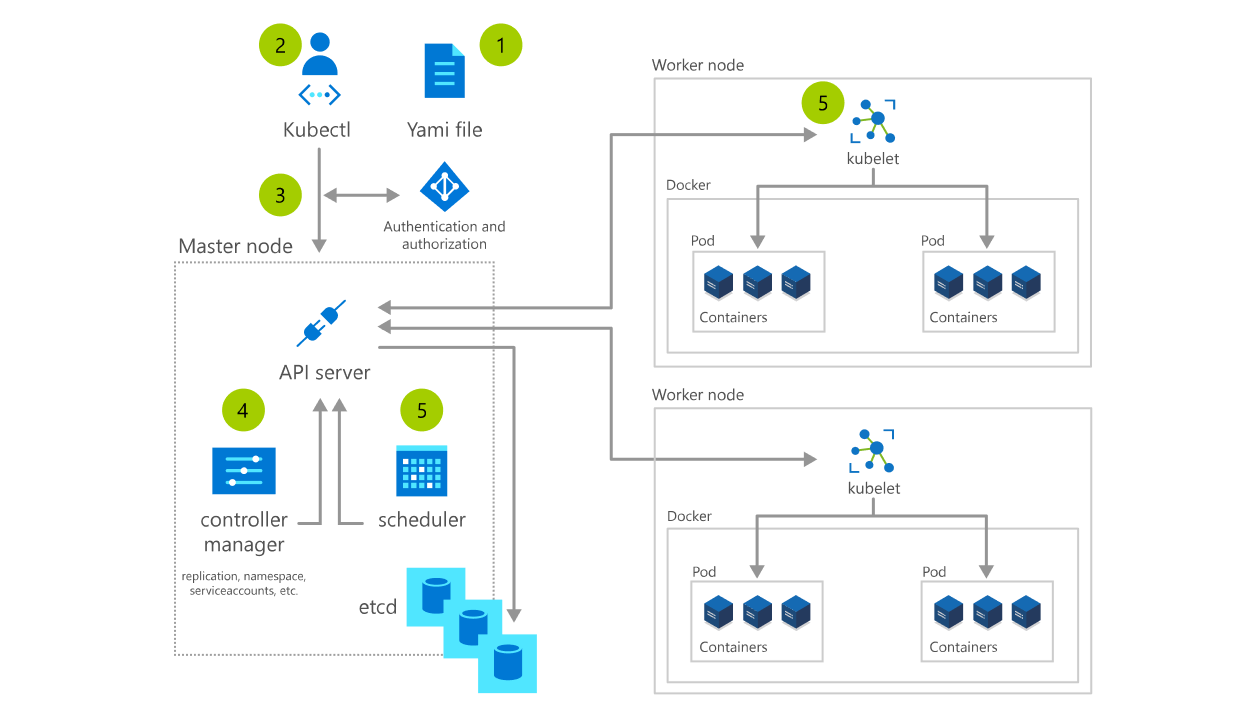 2
1
Kubectl
Yami file
3
Authentication and
authorization
Master node
API server
4
5
controller
manager
scheduler
replication, namespace,
serviceaccounts, etc.
etcd
Worker node
5
kubelet
Docker
Pod
Containers
Pod
Containers
Worker node
kubelet
Docker
Pod
Containers
Pod
Containers